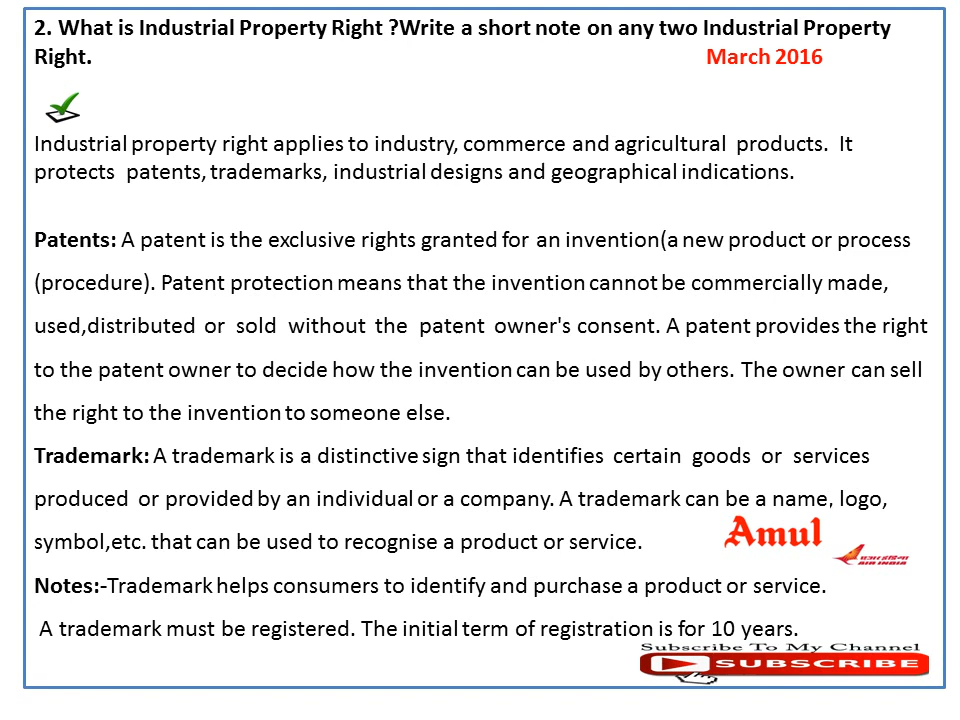 2. What is Industrial Property Right ?Write a short note on any two Industrial Property
Right. March 2016
Industrial property right applies to industry, commerce and agricultural products. It
protects patents, trademarks, industrial designs and geographical indications.
Patents: A patent is the exclusive rights granted for an invention(a new product or process
(procedure). Patent protection means that the invention cannot be commercially made,
used,distributed or sold without the patent owner's consent. A patent provides the right
to the patent owner to decide how the invention can be used by others. The owner can sell
the right to the invention to someone else.
Trademark: A trademark is a distinctive sign that identifies certain goods or services
produced or provided by an individual or a company. A trademark can be a name, logo,
Amul
symbol,etc. that can be used to recognise a product or service.
एअर इंडिया
AIR INDIA
Notes:-Trademark helps consumers to identify and purchase a product or service.
A trademark must be registered. The initial term of registration is for 10 years.
Subscribe To My Channel
SUBSCRIBE